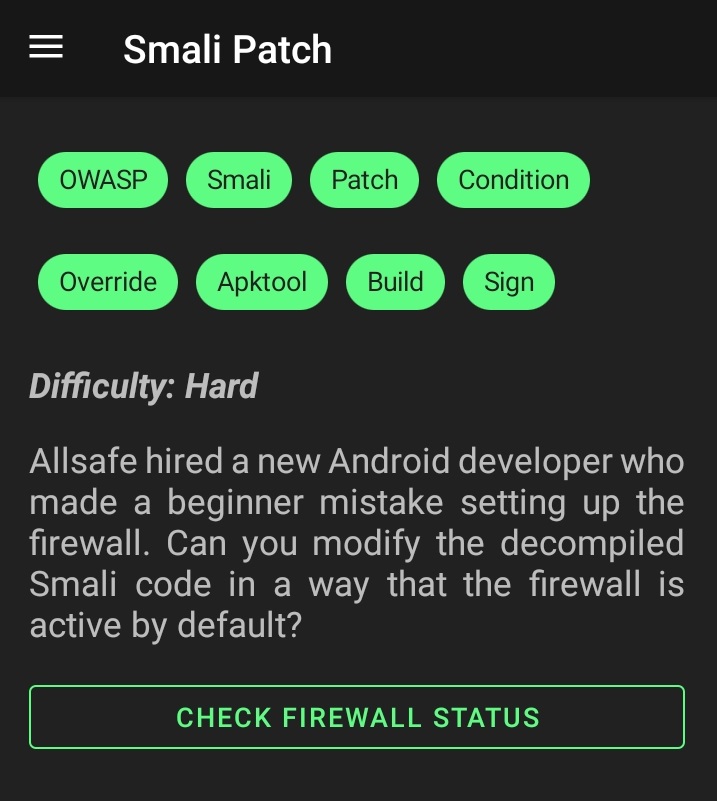 Smali Patch
OWASP Smali Patch Condition
Override Apktool Build Sign
Difficulty: Hard
Allsafe hired a new Android developer who
made a beginner mistake setting up the
firewall. Can you modify the decompiled
Smali code in a way that the firewall is
active by default?
CHECK FIREWALL STATUS